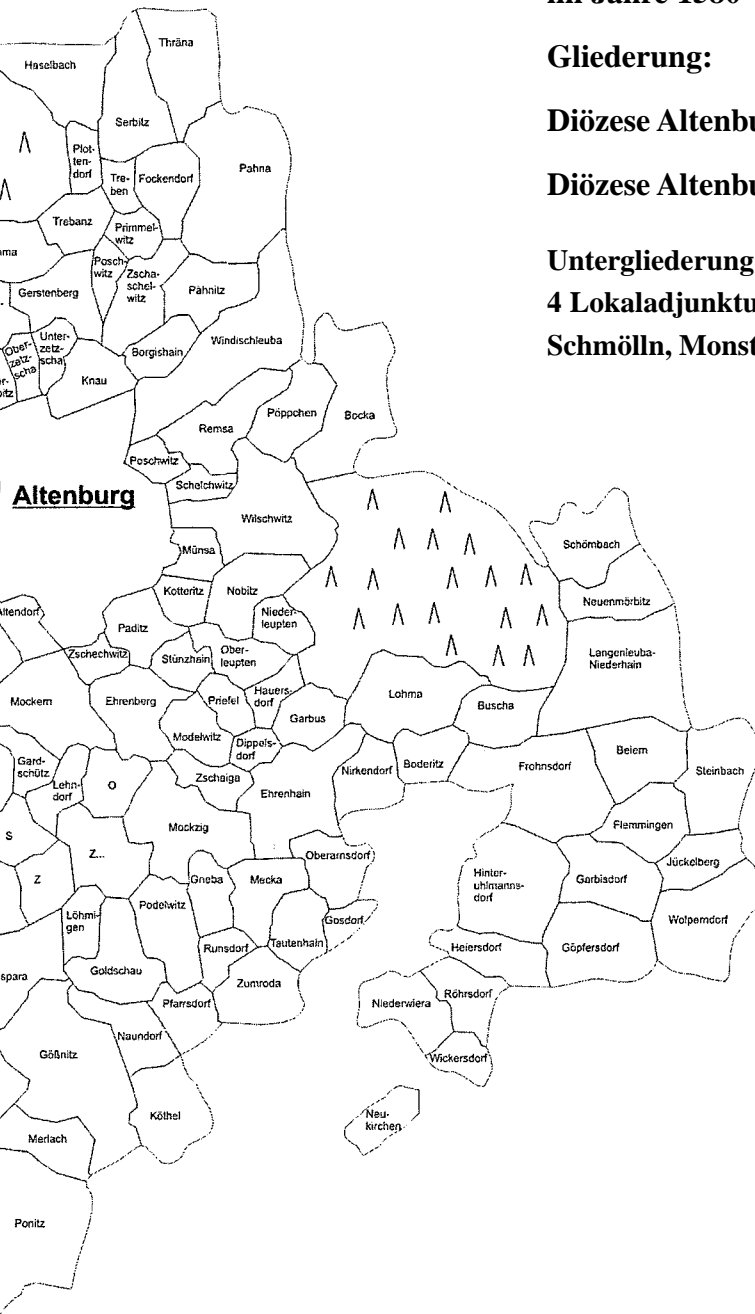 im Jahre 1580
Gliederung:
Diözese Altenbu
Diözese Altenbu
Untergliederung
4 Lokaladjunktu
Schmölln, Monst
Thräna
Haselbach
Serbitz
Plot-
ten-
dorf
Tre-
ben
Fockendorf
Pahna
Trebanz
Primmel-
witz
ma
Posch-
witz
Zscha-
schel-
witz
Pähnitz
Gerstenberg
Ober-
zetz-
scha
Unter-
zetz-
scha
Borgishain
Windischleuba
Knau
er-
bitz
Remsa
Pöppchen
Bocka
Poschwitz
Schelchwitz
Altenburg
Wilschwitz
Münsa
Schömbach
Kotteritz
Nobitz
Neuenmörbitz
Altendorf
Paditz
Nieder-
leupten
Zschechwitz
Stünzhain
Ober-
leupten
Langenleuba-
Niederhain
Mockern
Ehrenberg
Priefel
Hauers-
dorf
Lohma
Garbus
Buscha
Modelwitz
Dippels-
dorf
Gard-
schütz
Lehn-
dorf
O
Zschaiga
Ehrenhain
Nirkendorf
Boderitz
Frohnsdorf
Beiern
Steinbach
S
Z...
Mockzig
Flemmingen
Oberarnsdorf
Z
Gneba
Mecka
Hinter-
uhlmanns-
dorf
Garbisdorf
Jückelberg
Löhmi-
gen
Podelwitz
Gosdorf
Wolperndorf
Runsdorf
Tautenhain
Heiersdorf
Göpfersdorf
spara
Goldschau
Zumroda
Pfarrsdorf
Niederwiera
Röhrsdorf
Naundorf
Gößnitz
Wickersdorf
Köthel
Neu-
kirchen
Merlach
Ponitz